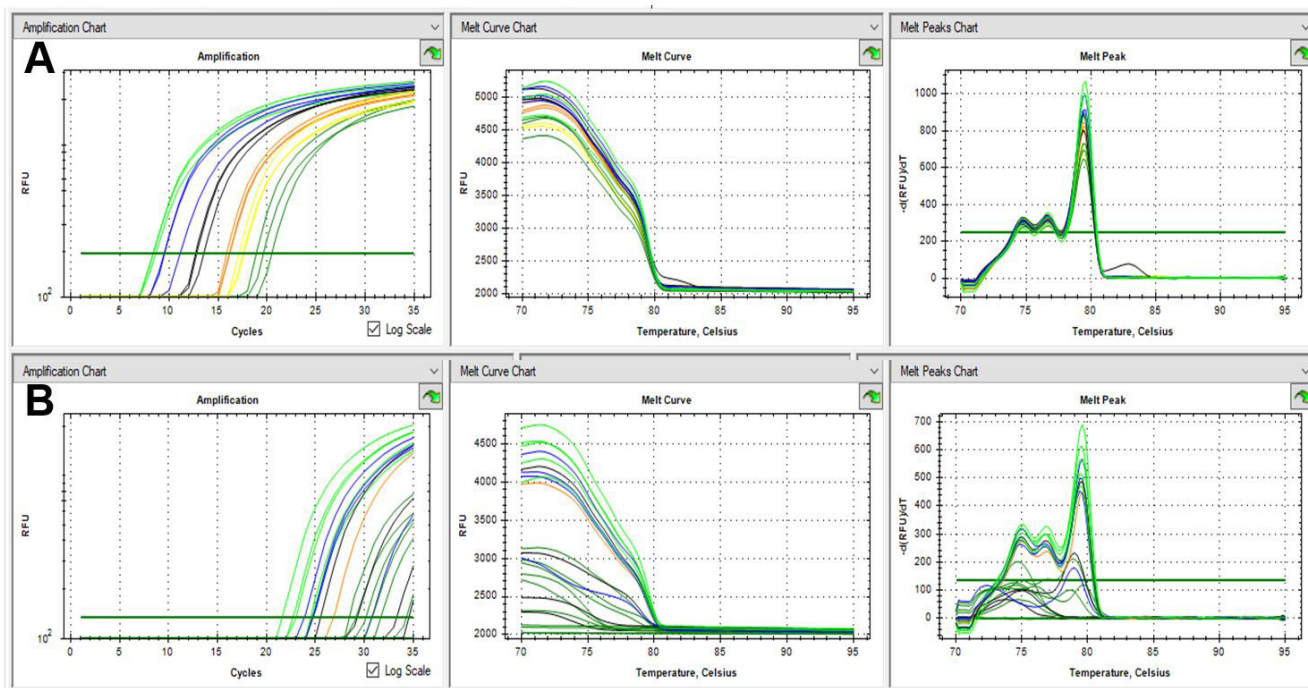 Amplification Chart
Melt Curve Chart
Melt Peaks Chart
A
Amplification
Melt Curve
Melt Peak
RFU
10²
0 5 10 15 20 25 30 35
Cycles
Log Scale
RFU
5000
4500
4000
3500
3000
2500
2000
70 75 80 85 90 95
Temperature, Celsius
-d(RFU)/dT
1000
800
600
400
200
0
70 75 80 85 90 95
Temperature, Celsius
Amplification Chart
Melt Curve Chart
Melt Peaks Chart
B
Amplification
Melt Curve
Melt Peak
RFU
10²
0 5 10 15 20 25 30 35
Cycles
Log Scale
RFU
4500
4000
3500
3000
2500
2000
70 75 80 85 90 95
Temperature, Celsius
-d(RFU)/dT
700
600
500
400
300
200
100
0
70 75 80 85 90 95
Temperature, Celsius